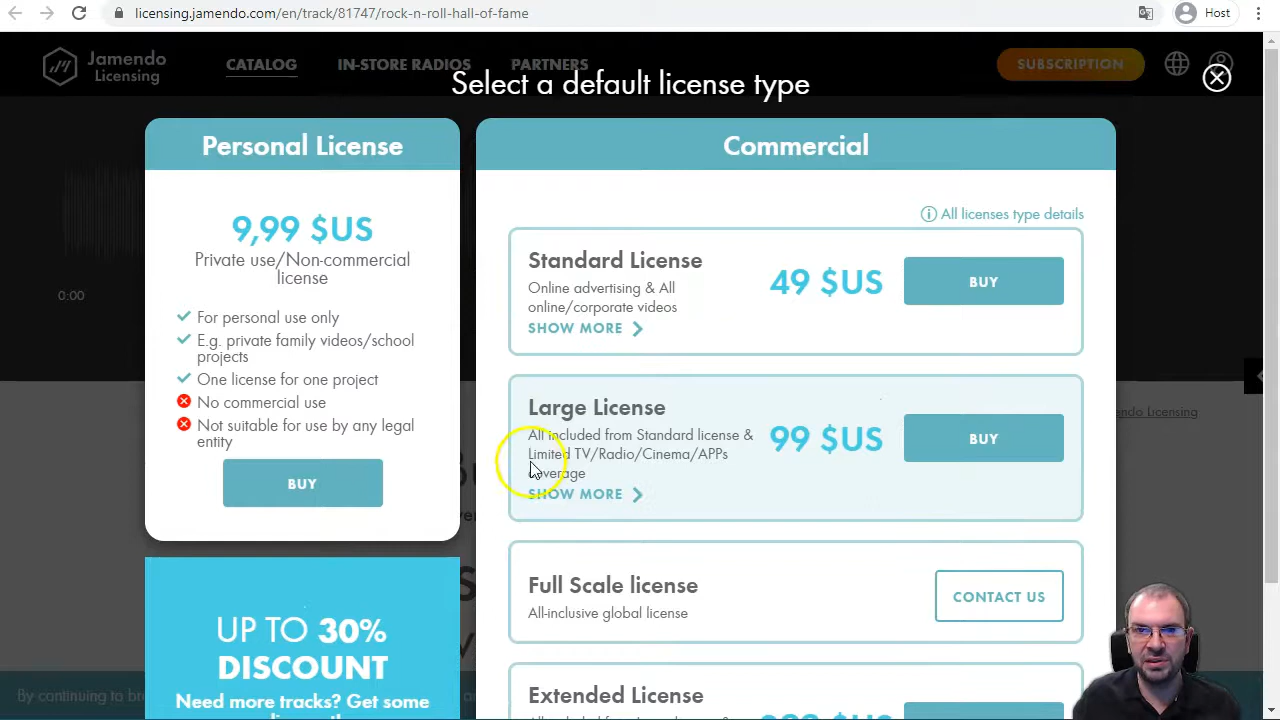 licensing.jamendo.com/en/track/81747/rock-n-roll-hall-of-fame
Host
Jamendo
Licensing
CATALOG
IN-STORE RADIOS
PARTNERS
SUBSCRIPTION
Select a default license type
Personal License
9,99 $US
Private use/Non-commercial
license
For personal use only
E.g. private family videos/school
projects
One license for one project
No commercial use
Not suitable for use by any legal
entity
BUY
UP TO 30%
DISCOUNT
Need more tracks? Get some
Commercial
All licenses type details
Standard License
Online advertising & All
online/corporate videos
SHOW MORE
49 $US
BUY
Large License
All included from Standard license &
Limited TV/Radio/Cinema/APPs
coverage
SHOW MORE
99 $US
BUY
Full Scale license
All-inclusive global license
CONTACT US
Extended License
0:00
Licensing
By continuing to